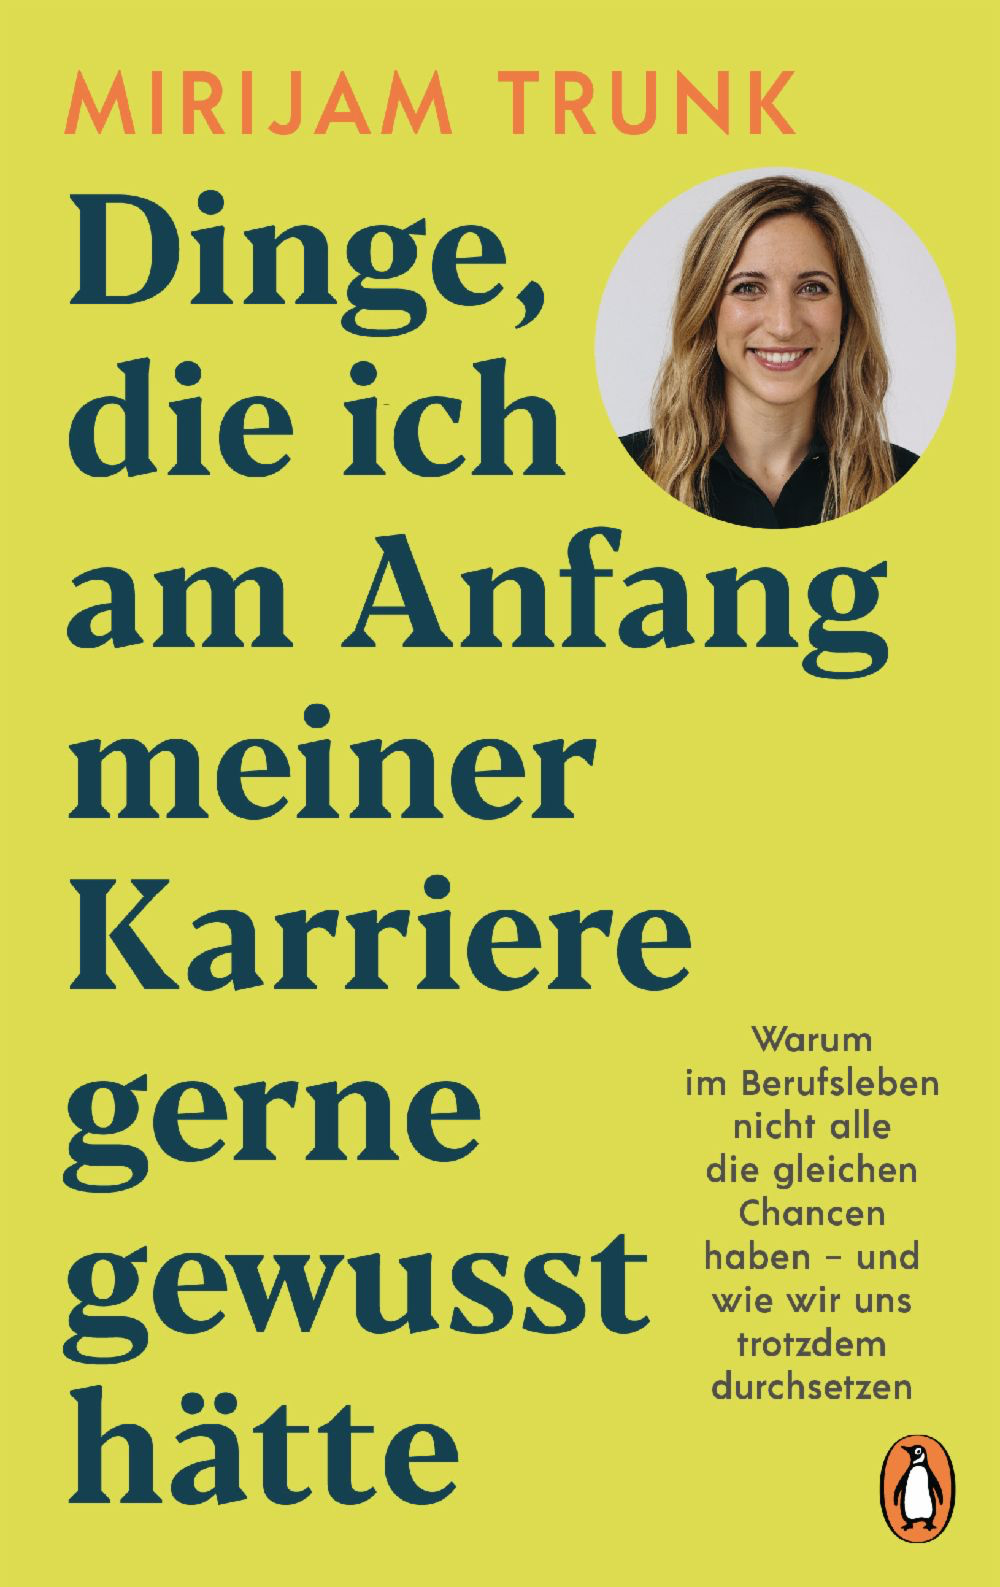 MIRIJAM TRUNK
Dinge,
die ich
am Anfang
meiner
Karriere
gerne
gewusst
hätte
Warum
im Berufsleben
nicht alle
die gleichen
Chancen
haben – und
wie wir uns
trotzdem
durchsetzen